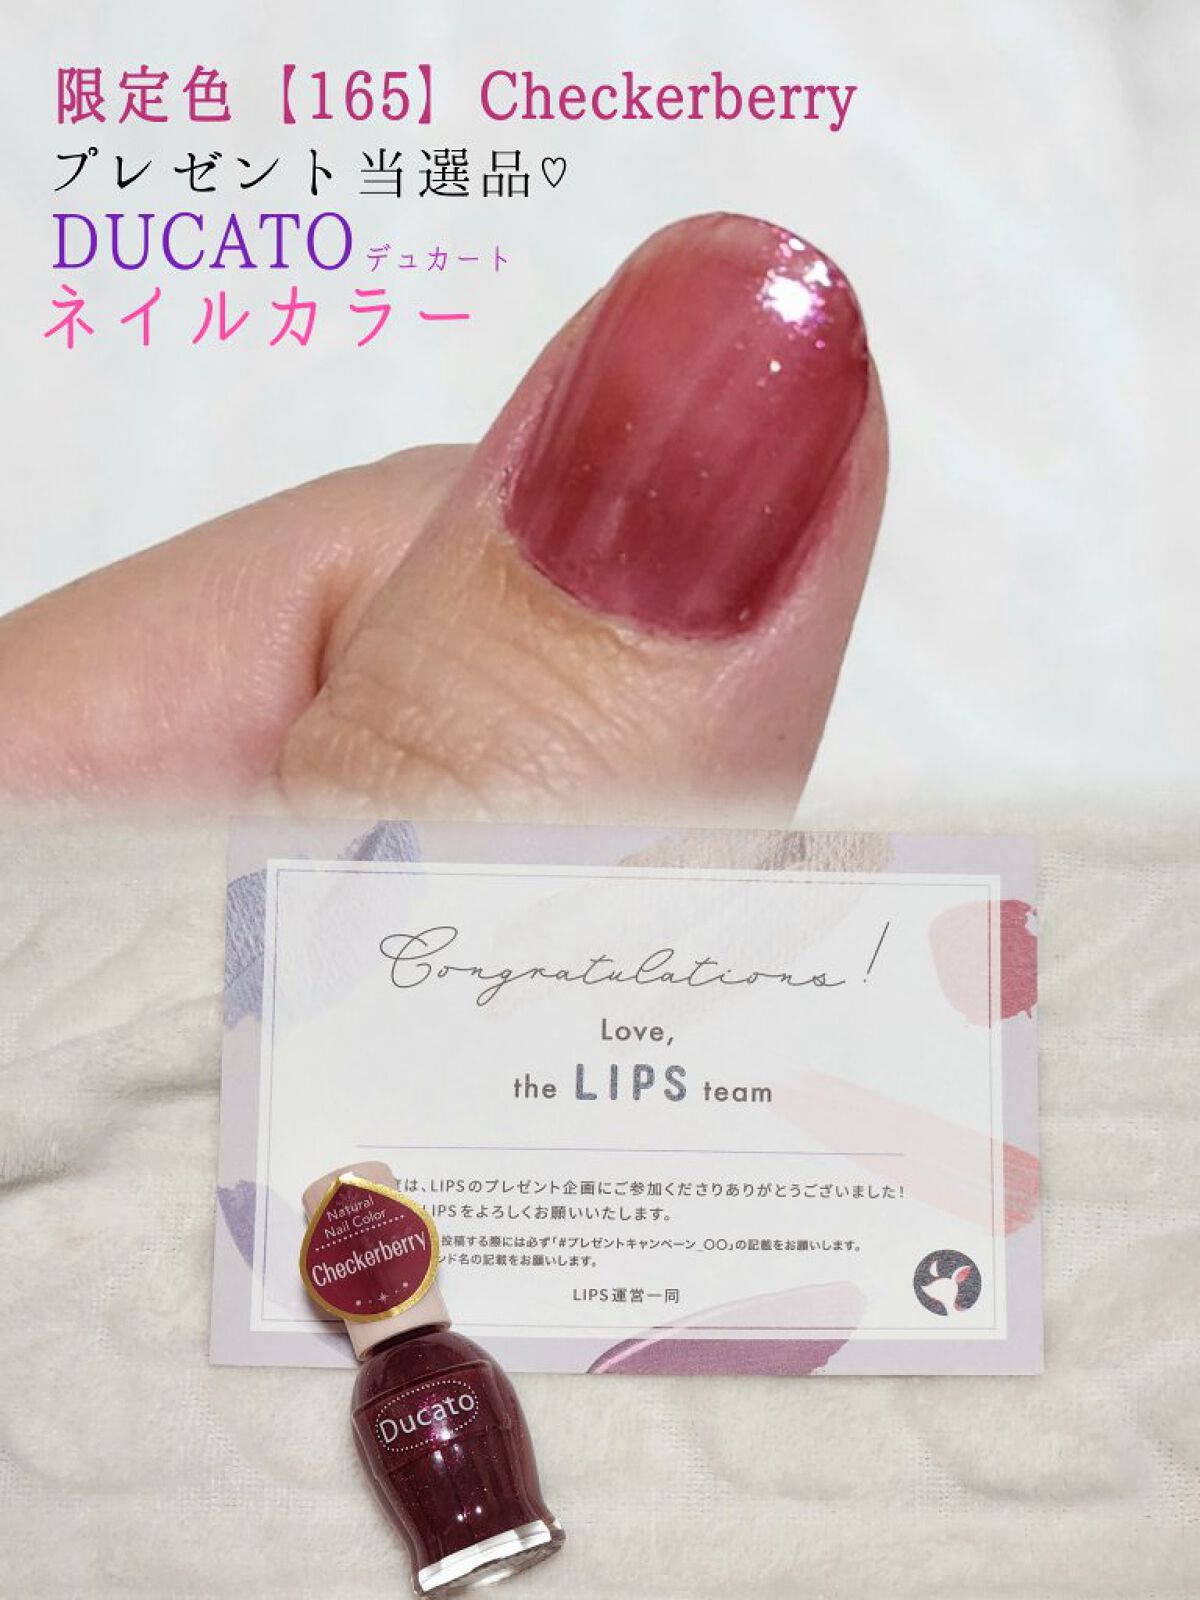 限定色【165】Checkerberry
プレゼント当選品♡
DUCATO デュカート
ネイルカラー
Congratulations!
Love,
the LIPS team
は、LIPSのプレゼント企画にご参加くださりありがとうございました!
LIPSをよろしくお願いいたします。
投稿する際には必ず「#プレゼントキャンペーン_〇〇」の記載をお願いします。
ンド名の記載をお願いします。
LIPS運営一同
Natural
Nail Color
Checkerberry
Ducato